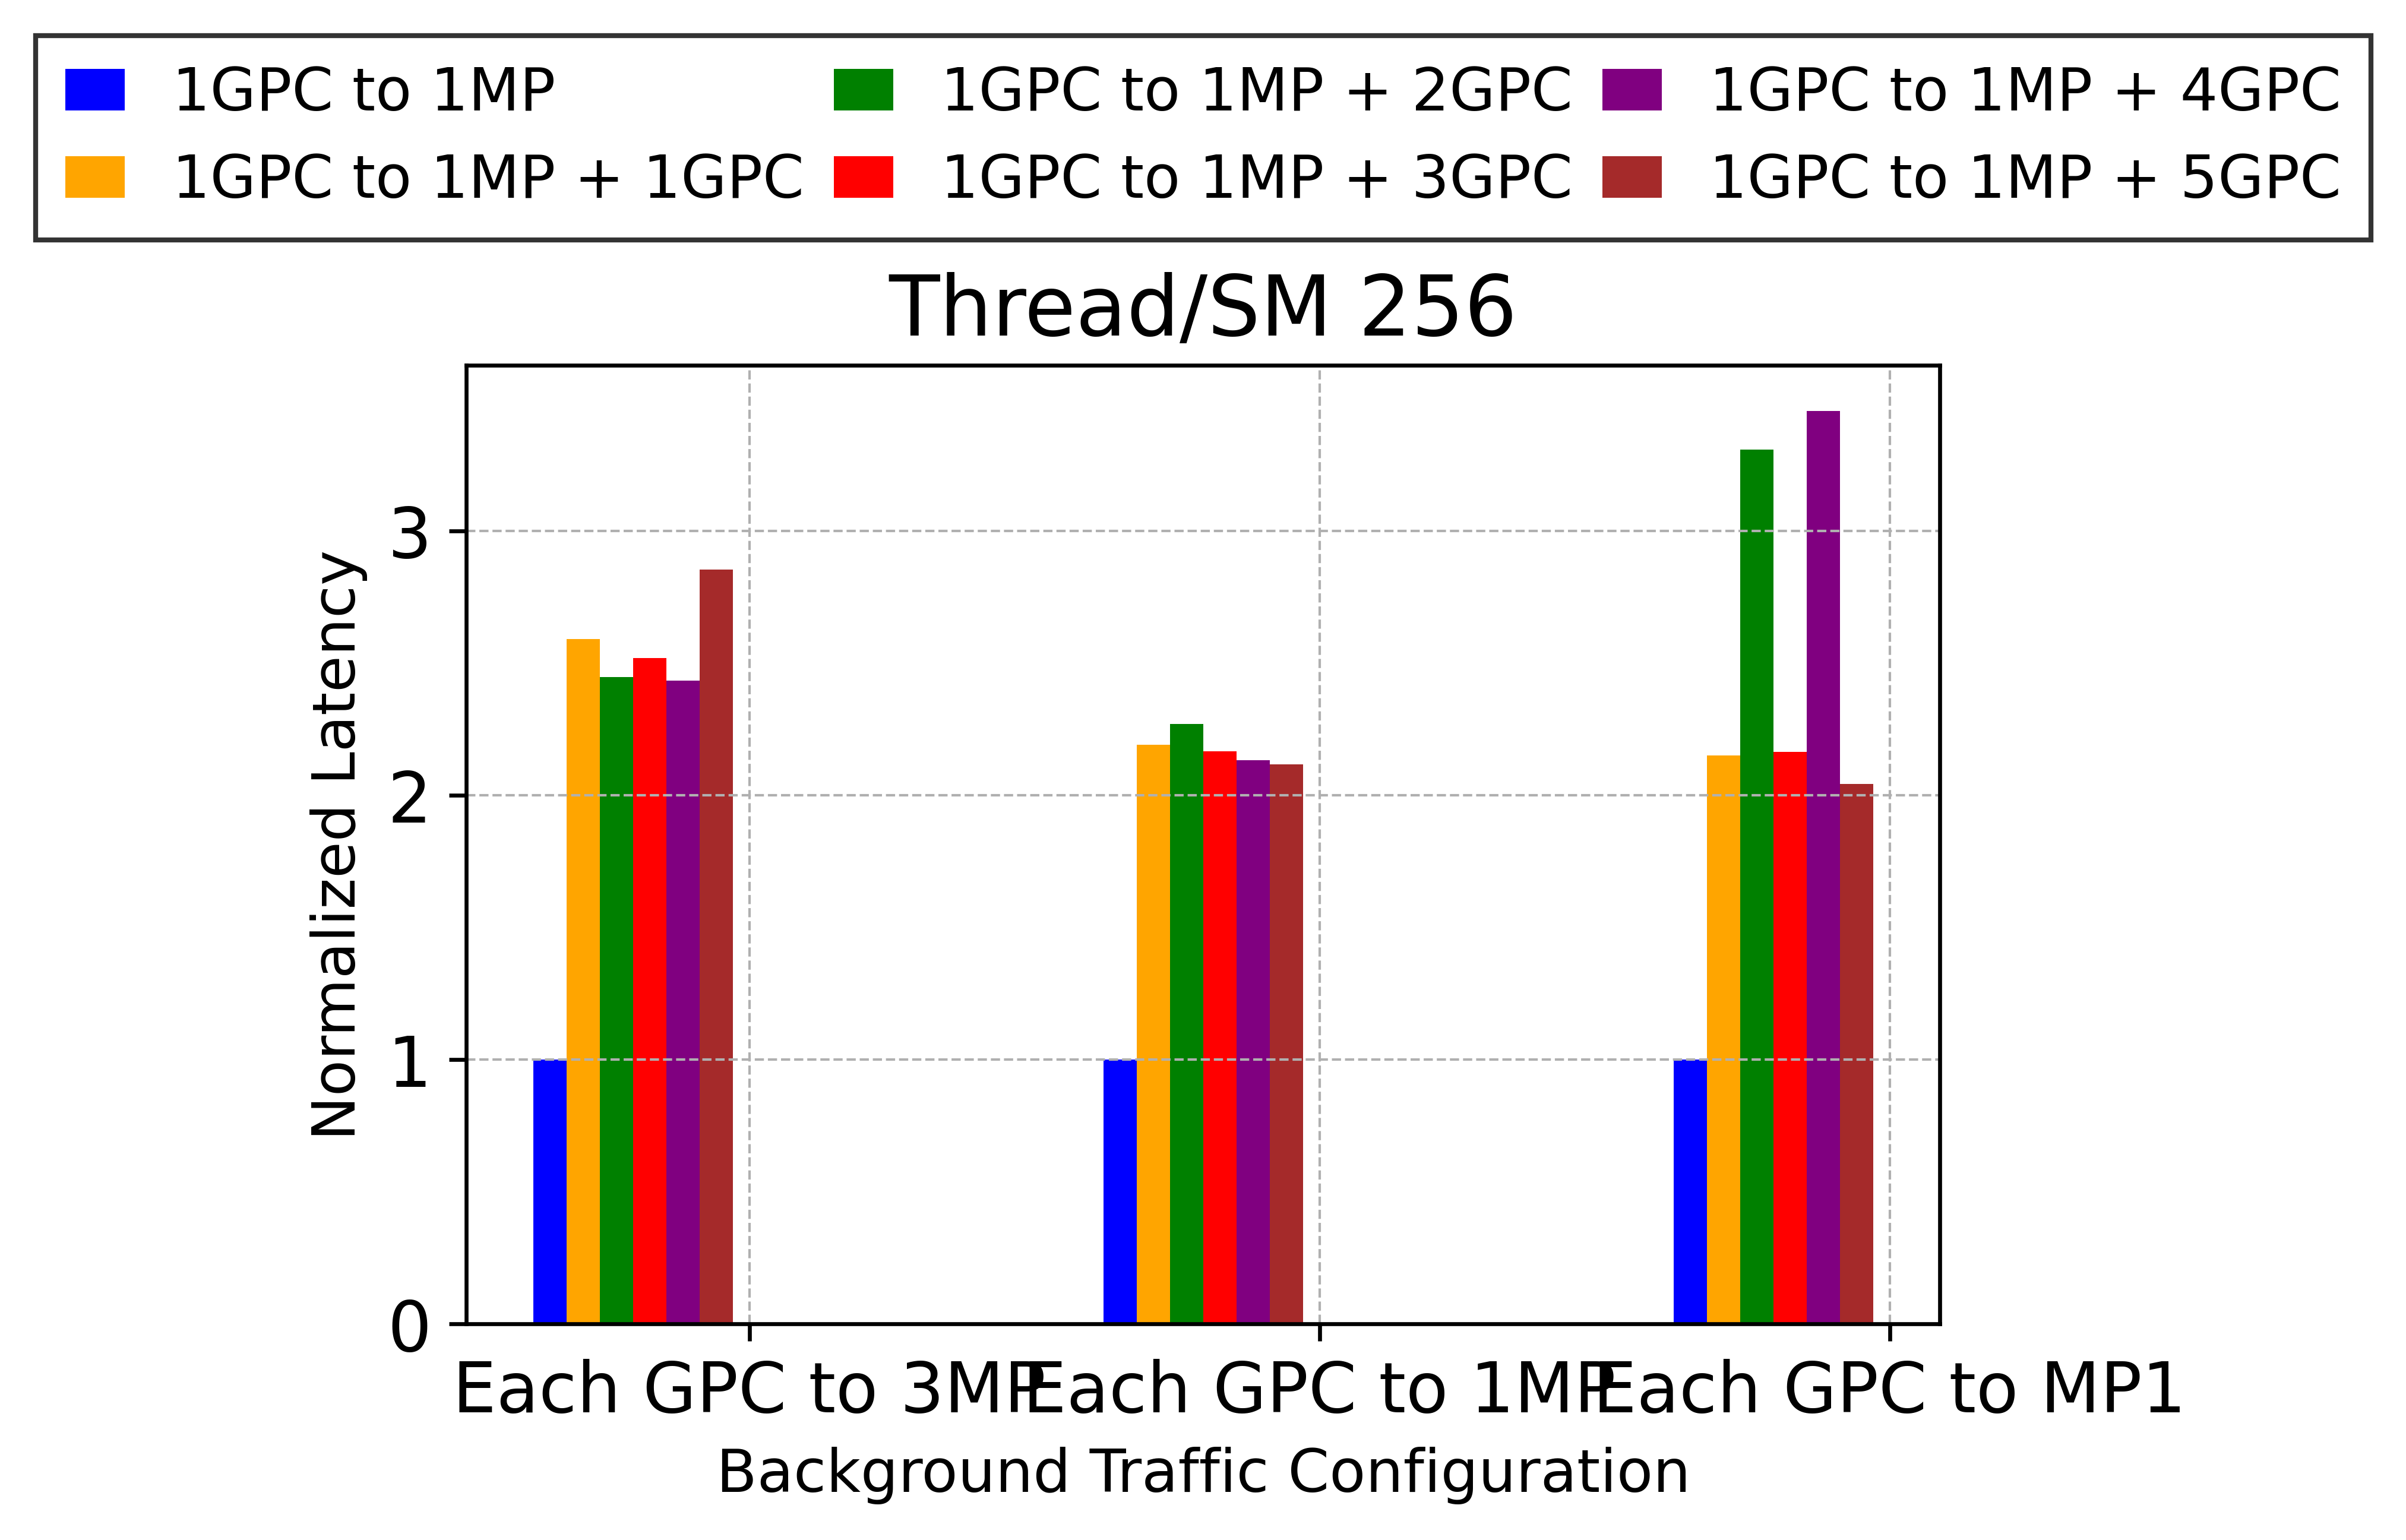 1GPC to 1MP
1GPC to 1MP + 1GPC
1GPC to 1MP + 2GPC
1GPC to 1MP + 3GPC
1GPC to 1MP + 4GPC
1GPC to 1MP + 5GPC
Thread/SM 256
Normalized Latency
3
2
1
0
Each GPC to 3MP
Each GPC to 1MP
Each GPC to MP1
Background Traffic Configuration